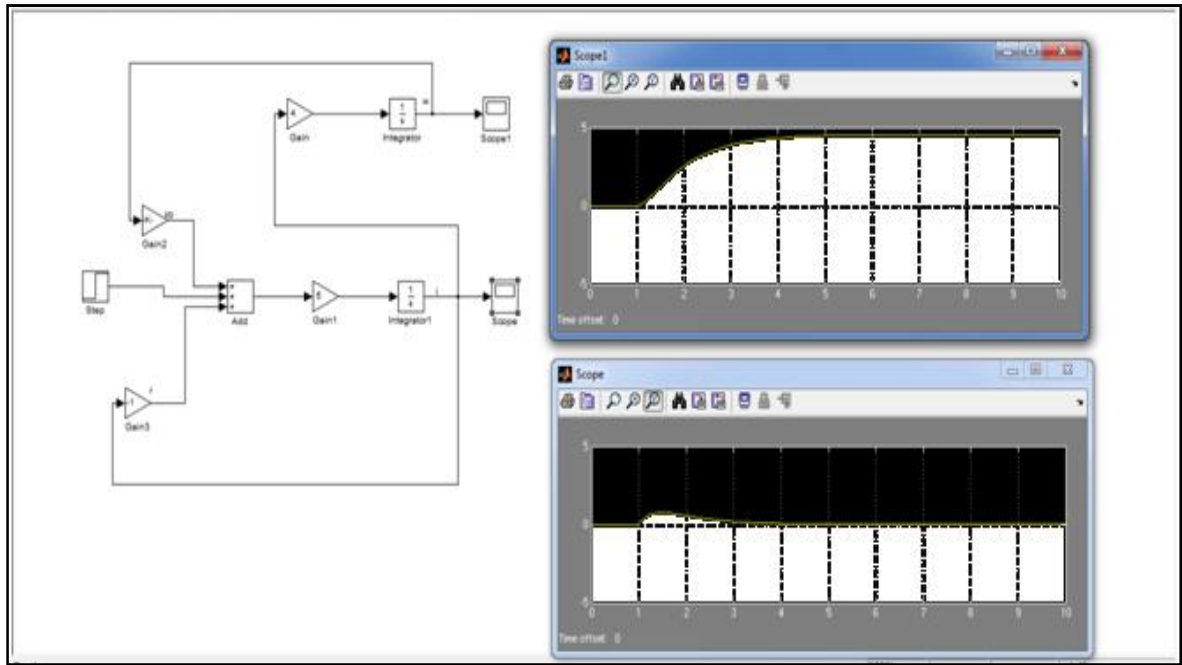 Scope1
Gain
Integrator
Scope1
Gain2
Step
Add
Gain1
Integrator1
Scope
Gain3
-1
5
0
-5
0 1 2 3 4 5 6 7 8 9 10
Time offset: 0
Scope
5
0
-5
0 1 2 3 4 5 6 7 8 9 10
Time offset: 0